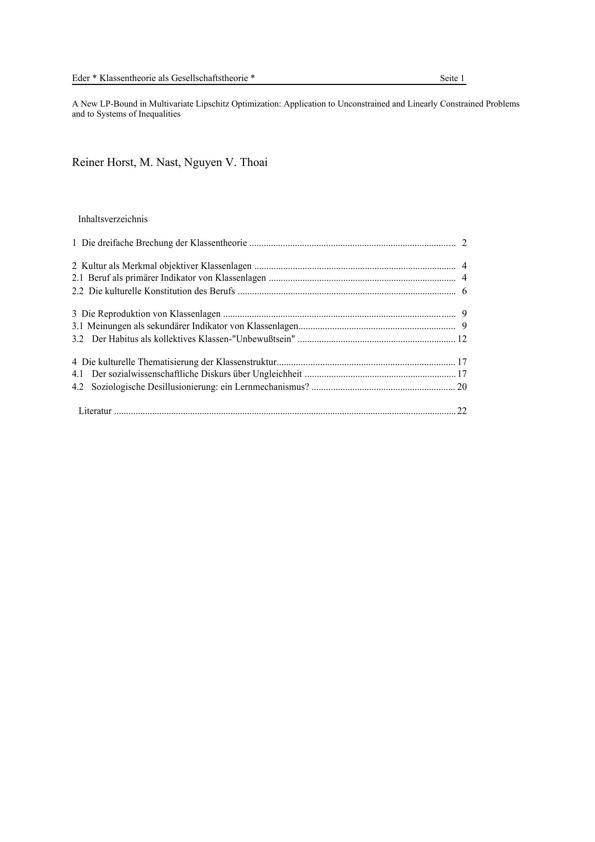 Eder * Klassentheorie als Gesellschaftstheorie * Seite 1
A New LP-Bound in Multivariate Lipschitz Optimization: Application to Unconstrained and Linearly Constrained Problems
and to Systems of Inequalities
Reiner Horst, M. Nast, Nguyen V. Thoai
Inhaltsverzeichnis
1 Die dreifache Brechung der Klassentheorie ........ 2
2 Kultur als Merkmal objektiver Klassenlagen ........ 4
2.1 Beruf als primärer Indikator von Klassenlagen ........ 4
2.2 Die kulturelle Konstitution des Berufs ........ 6
3 Die Reproduktion von Klassenlagen ........ 9
3.1 Meinungen als sekundärer Indikator von Klassenlagen........ 9
3.2 Der Habitus als kollektives Klassen-"Unbewußtsein" ........ 12
4 Die kulturelle Thematisierung der Klassenstruktur........ 17
4.1 Der sozialwissenschaftliche Diskurs über Ungleichheit ........ 17
4.2 Soziologische Desillusionierung: ein Lernmechanismus? ........ 20
Literatur ........ 22